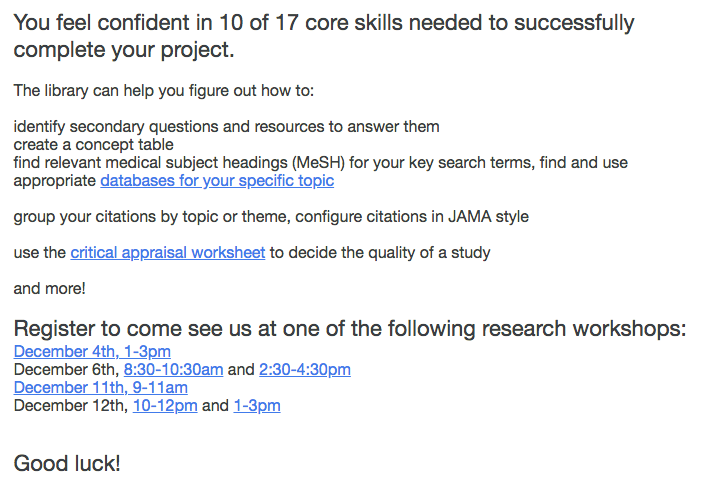 You feel confident in 10 of 17 core skills needed to successfully
complete your project.
The library can help you figure out how to:
identify secondary questions and resources to answer them
create a concept table
find relevant medical subject headings (MeSH) for your key search terms, find and use
appropriate databases for your specific topic
group your citations by topic or theme, configure citations in JAMA style
use the critical appraisal worksheet to decide the quality of a study
and more!
Register to come see us at one of the following research workshops:
December 4th, 1-3pm
December 6th, 8:30-10:30am and 2:30-4:30pm
December 11th, 9-11am
December 12th, 10-12pm and 1-3pm
Good luck!